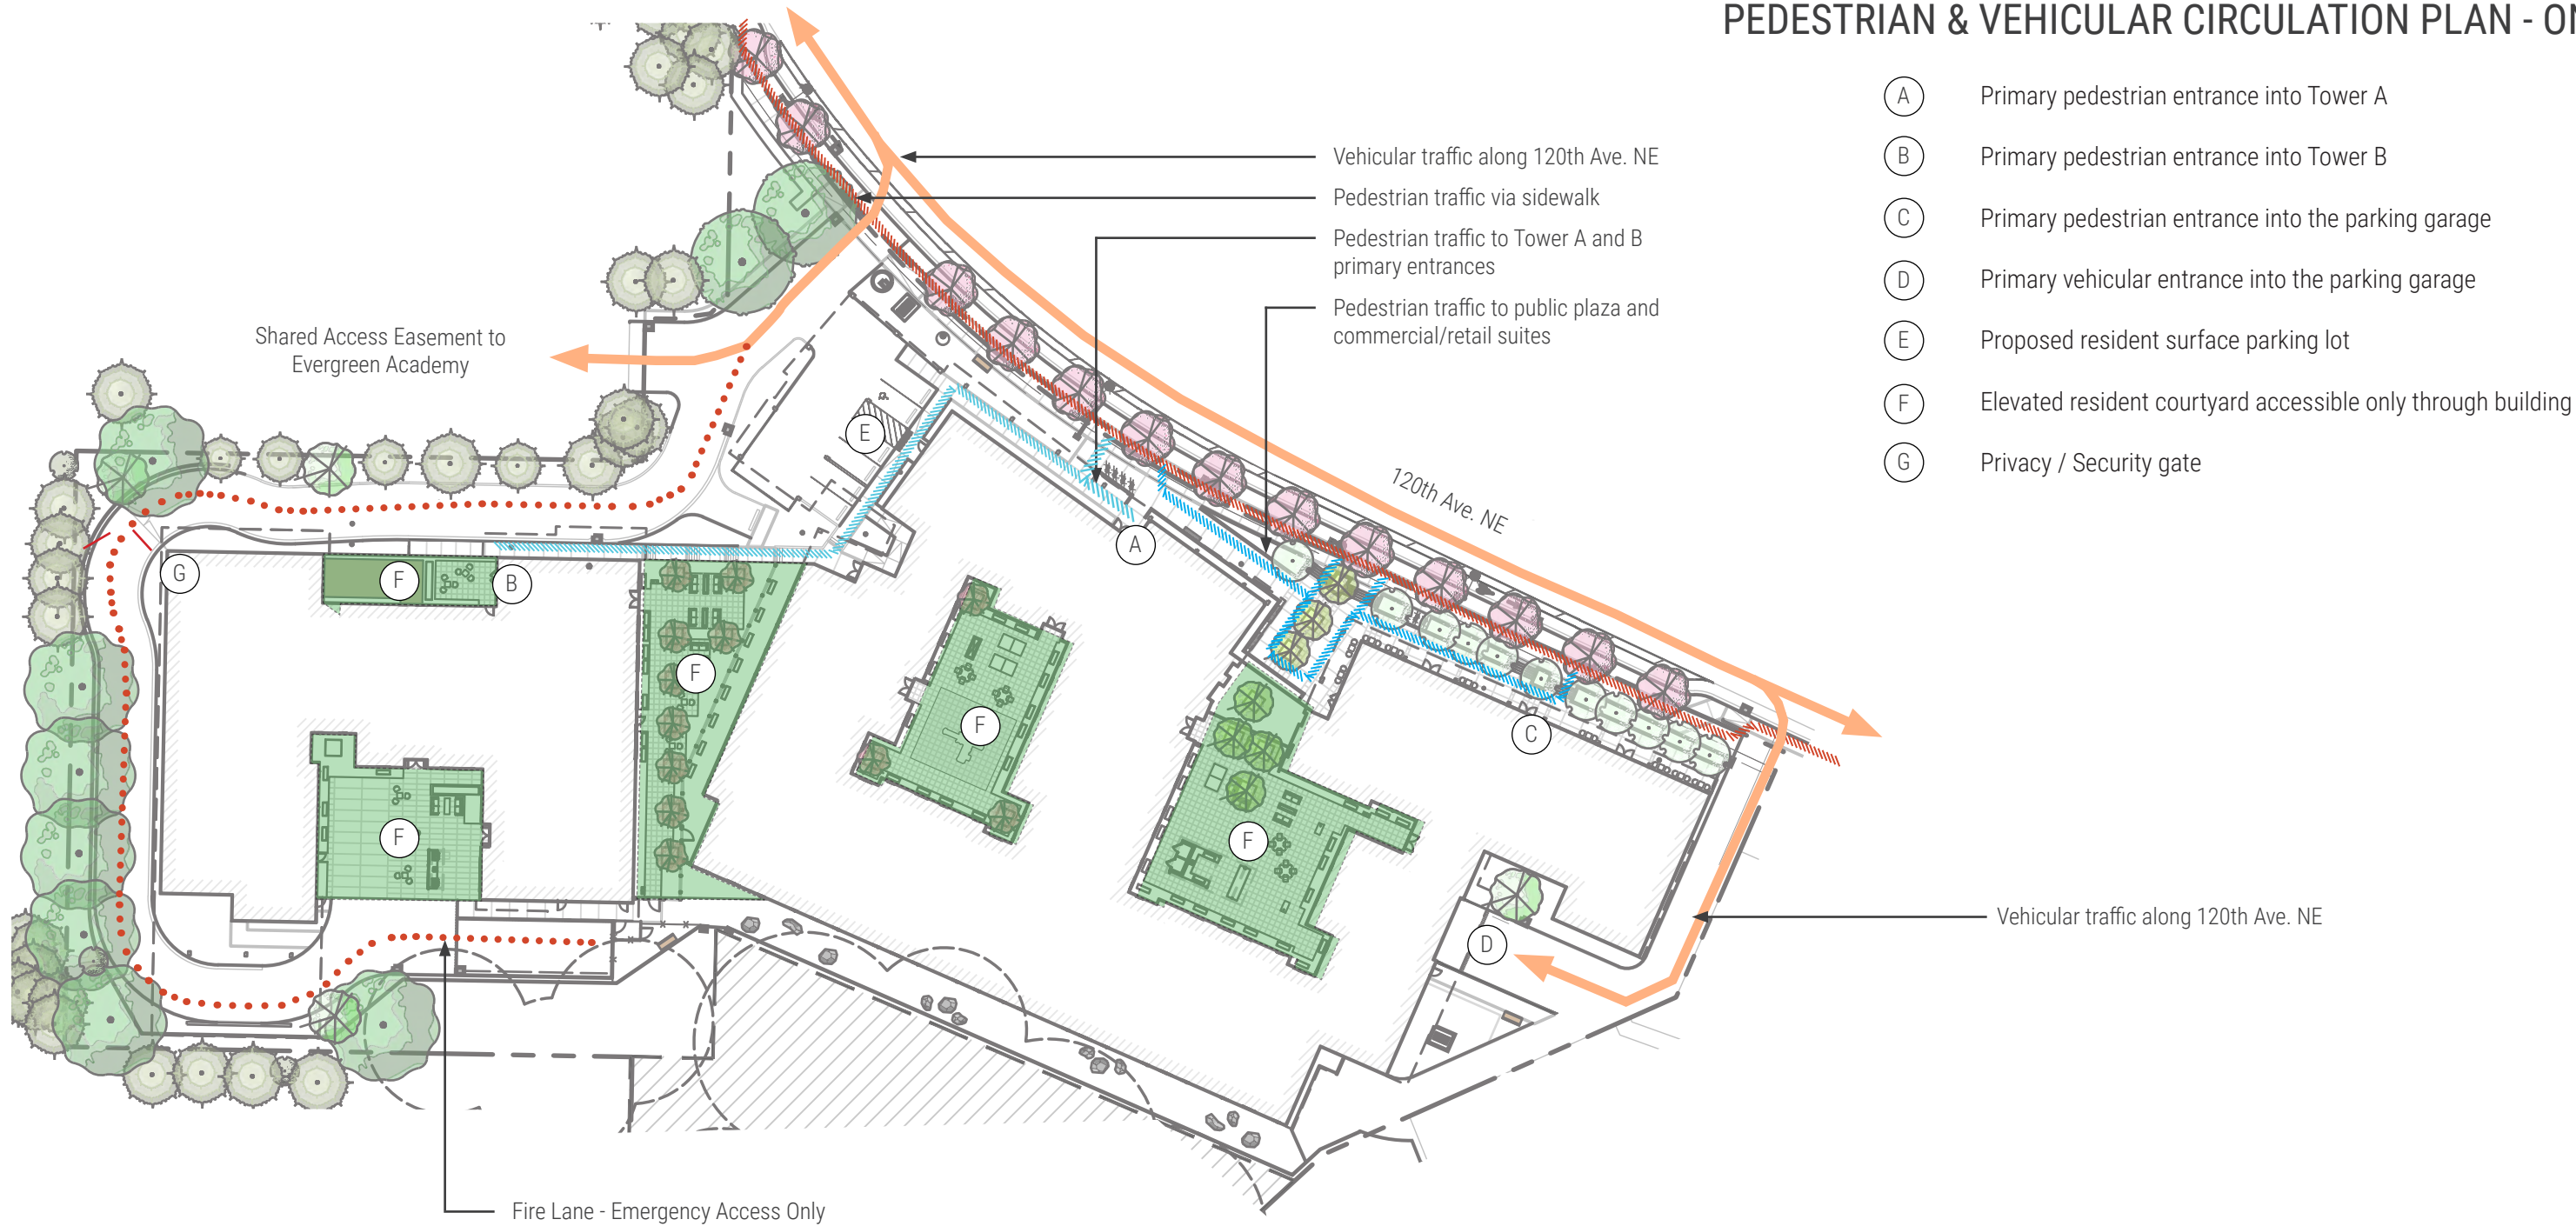 PEDESTRIAN & VEHICULAR CIRCULATION PLAN -
A Primary pedestrian entrance into Tower A
B Primary pedestrian entrance into Tower B
C Primary pedestrian entrance into the parking garage
D Primary vehicular entrance into the parking garage
E Proposed resident surface parking lot
F Elevated resident courtyard accessible only through building
G Privacy / Security gate
Vehicular traffic along 120th Ave. NE
Pedestrian traffic via sidewalk
Pedestrian traffic to Tower A and B
primary entrances
Pedestrian traffic to public plaza and
commercial/retail suites
Shared Access Easement to
Evergreen Academy
120th Ave. NE
E
A
G
F
B
F
F
C
F
F
D
Vehicular traffic along 120th Ave. NE
Fire Lane - Emergency Access Only